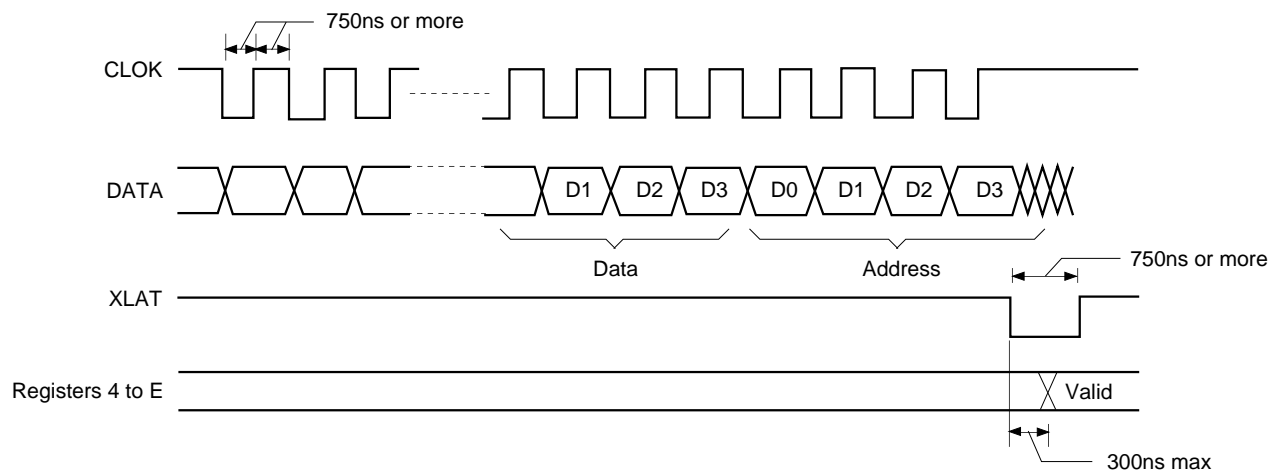 750ns or more
CLOK
DATA
D1 D2 D3 D0 D1 D2 D3
Data
Address
750ns or more
XLAT
Registers 4 to E
Valid
300ns max